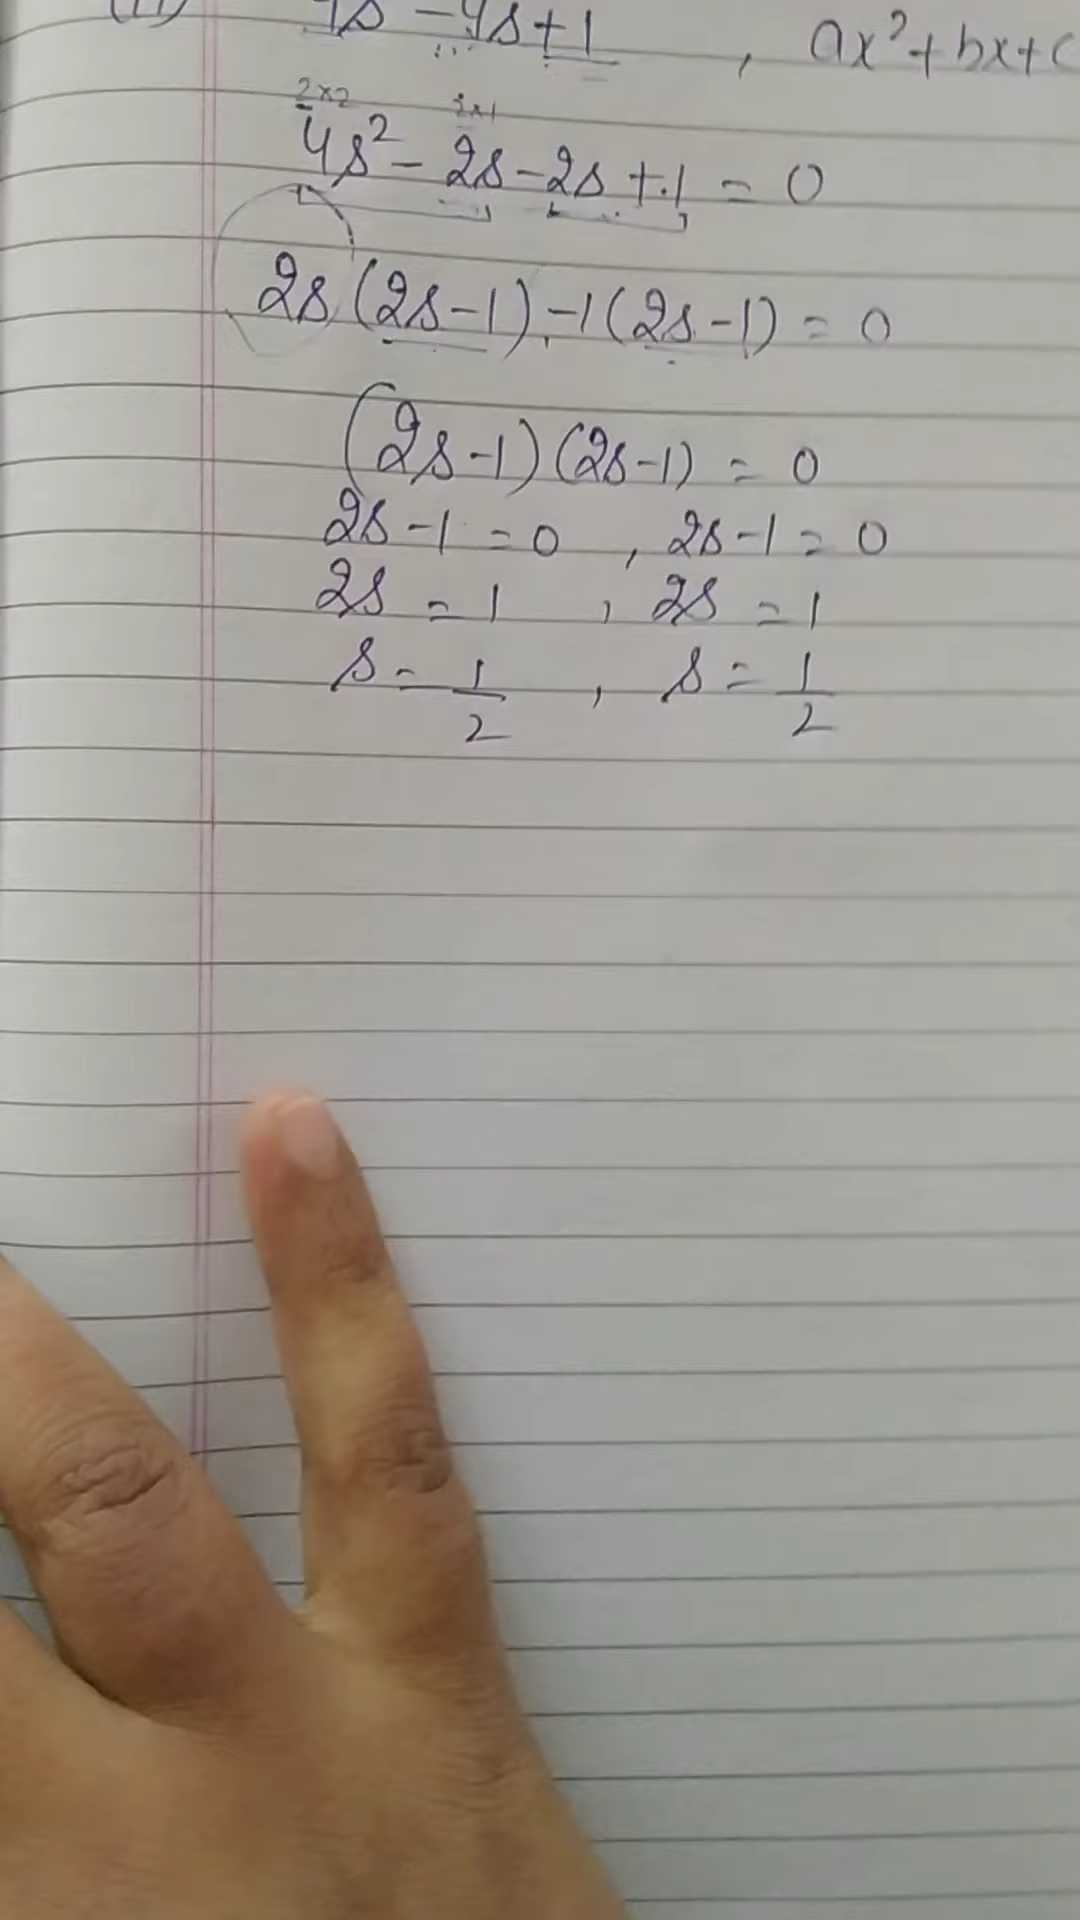 4s² - 4s + 1 , ax² + bx + c
2×2
4s² - 2s - 2s + 1 = 0
2s (2s - 1) - 1 (2s - 1) = 0
(2s - 1) (2s - 1) = 0
2s - 1 = 0 , 2s - 1 = 0
2s = 1 , 2s = 1
s = 1/2 , s = 1/2